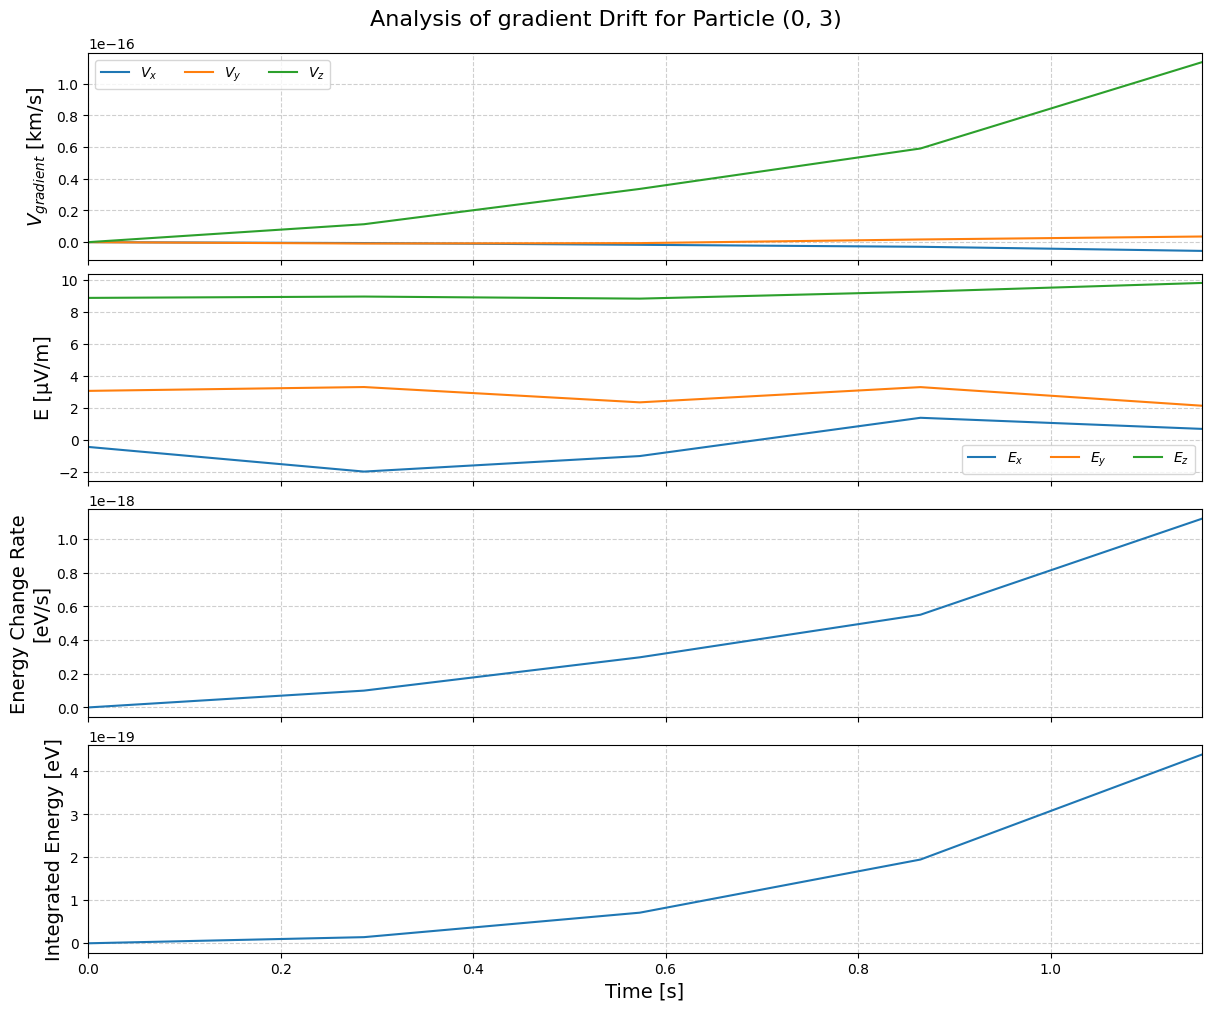 Analysis of gradient Drift for Particle (0, 3)
1e−16
V_gradient [km/s]
1.0
0.8
0.6
0.4
0.2
0.0
V_x V_y V_z
E [μV/m]
10
8
6
4
2
0
−2
E_x E_y E_z
1e−18
Energy Change Rate
[eV/s]
1.0
0.8
0.6
0.4
0.2
0.0
1e−19
Integrated Energy [eV]
4
3
2
1
0
0.0 0.2 0.4 0.6 0.8 1.0
Time [s]